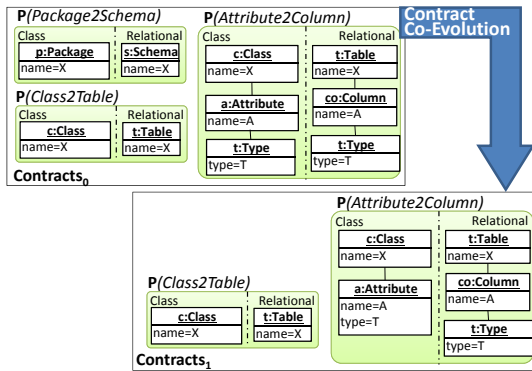 P(Package2Schema)
Class Relational
p:Package s:Schema
name=X name=X
P(Class2Table)
Class Relational
c:Class t:Table
name=X name=X
Contracts0
P(Attribute2Column)
Class Relational
c:Class t:Table
name=X name=X
a:Attribute co:Column
name=A name=A
t:Type t:Type
type=T type=T
Contract
Co-Evolution
P(Class2Table)
Class Relational
c:Class t:Table
name=X name=X
Contracts1
P(Attribute2Column)
Class Relational
c:Class t:Table
name=X name=X
a:Attribute co:Column
name=A name=A
type=T t:Type
type=T